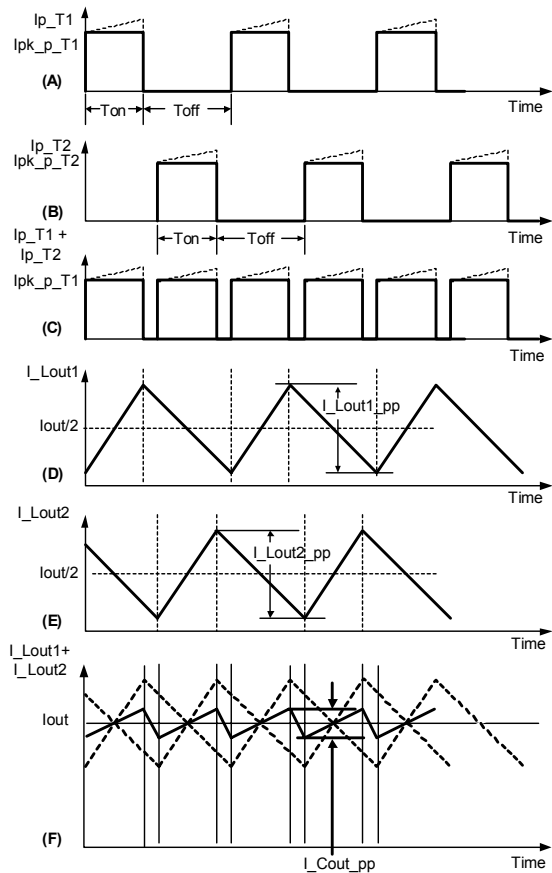 Ip_T1
Ipk_p_T1
(A)
Time
Ton
Toff
Ip_T2
Ipk_p_T2
(B)
Time
Ton
Toff
Ip_T1 +
Ip_T2
Ipk_p_T1
(C)
Time
I_Lout1
Iout/2
I_Lout1_pp
(D)
Time
I_Lout2
Iout/2
I_Lout2_pp
(E)
Time
I_Lout1+
I_Lout2
Iout
(F)
Time
I_Cout_pp